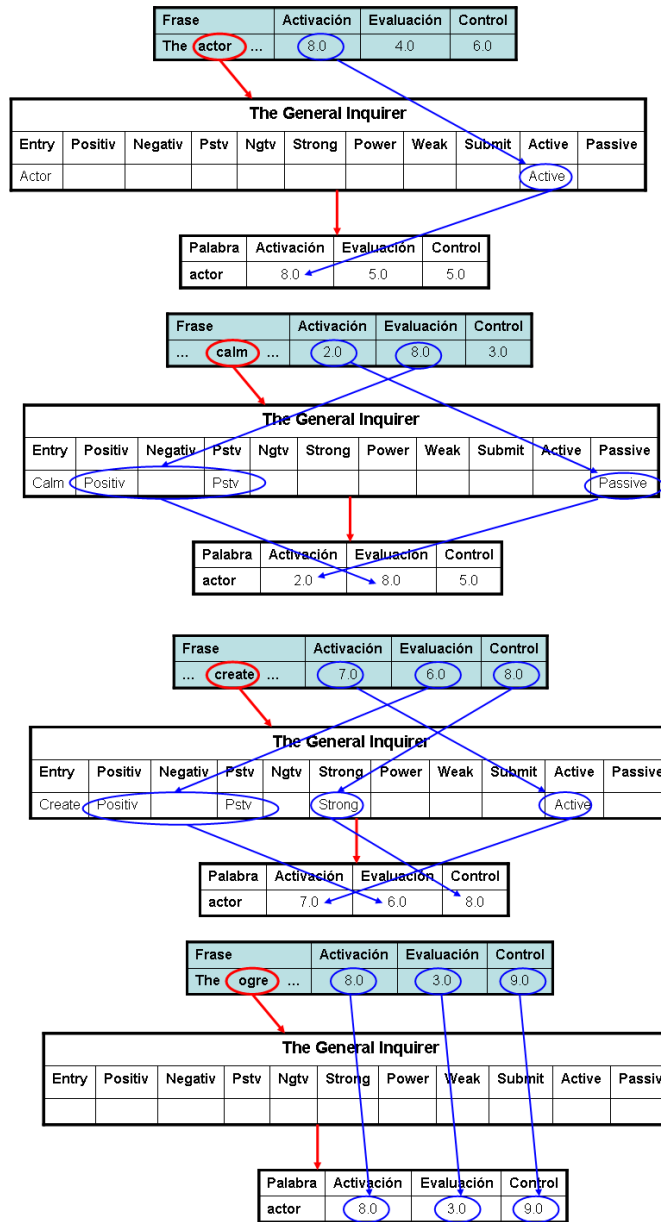 Frase Activación Evaluación Control
The actor ... 8.0 4.0 6.0
The General Inquirer
Entry Positiv Negativ Pstv Ngtv Strong Power Weak Submit Active Passive
Actor Active
Palabra Activación Evaluación Control
actor 8.0 5.0 5.0
Frase Activación Evaluación Control
... calm ... 2.0 8.0 3.0
The General Inquirer
Entry Positiv Negativ Pstv Ngtv Strong Power Weak Submit Active Passive
Calm Positiv Pstv Passive
Palabra Activación Evaluación Control
actor 2.0 8.0 5.0
Frase Activación Evaluación Control
... create ... 7.0 6.0 8.0
The General Inquirer
Entry Positiv Negativ Pstv Ngtv Strong Power Weak Submit Active Passive
Create Positiv Pstv Strong Active
Palabra Activación Evaluación Control
actor 7.0 6.0 8.0
Frase Activación Evaluación Control
The ogre ... 8.0 3.0 9.0
The General Inquirer
Entry Positiv Negativ Pstv Ngtv Strong Power Weak Submit Active Passive
Palabra Activación Evaluación Control
actor 8.0 3.0 9.0